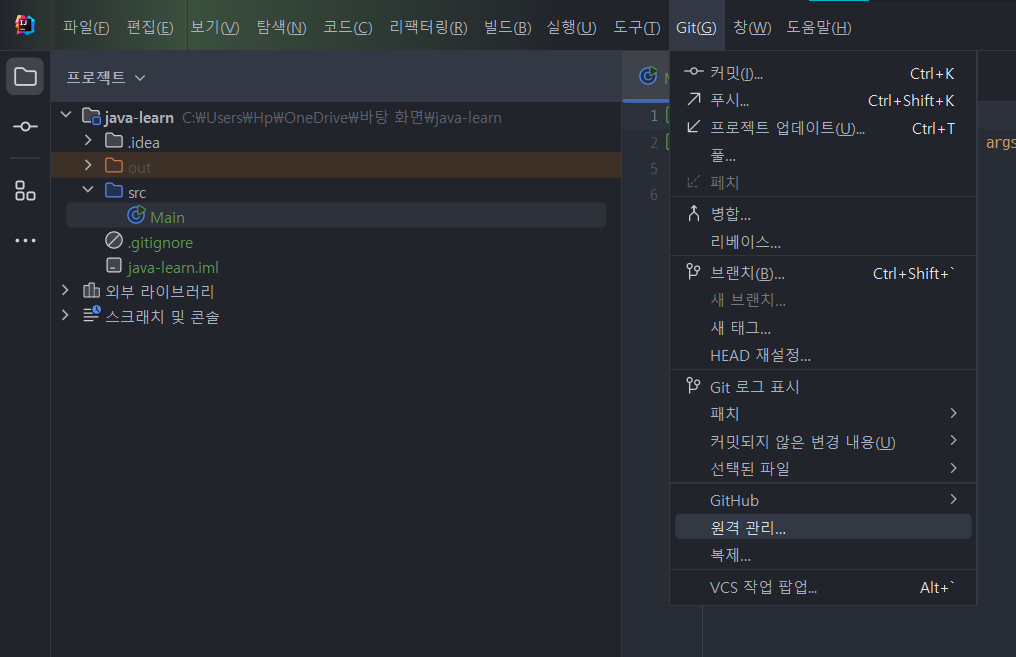 파일(F) 편집(E) 보기(V) 탐색(N) 코드(C) 리팩터링(R) 빌드(B) 실행(U) 도구(T) Git(G) 창(W) 도움말(H)
프로젝트
java-learn C:₩Users₩Hp₩OneDrive₩바탕 화면₩java-learn
.idea
out
src
Main
.gitignore
java-learn.iml
외부 라이브러리
스크래치 및 콘솔
1
2
5
6
args
커밋(I)... Ctrl+K
푸시... Ctrl+Shift+K
프로젝트 업데이트(U)... Ctrl+T
풀...
페치
병합...
리베이스...
브랜치(B)... Ctrl+Shift+`
새 브랜치...
새 태그...
HEAD 재설정...
Git 로그 표시
패치
커밋되지 않은 변경 내용(U)
선택된 파일
GitHub
원격 관리...
복제...
VCS 작업 팝업... Alt+`